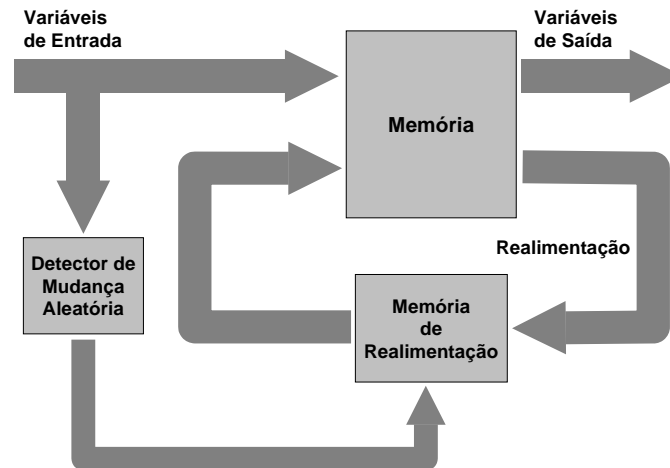 Variáveis
de Entrada
Variáveis
de Saída
Memória
Realimentação
Detector de
Mudança
Aleatória
Memória
de
Realimentação